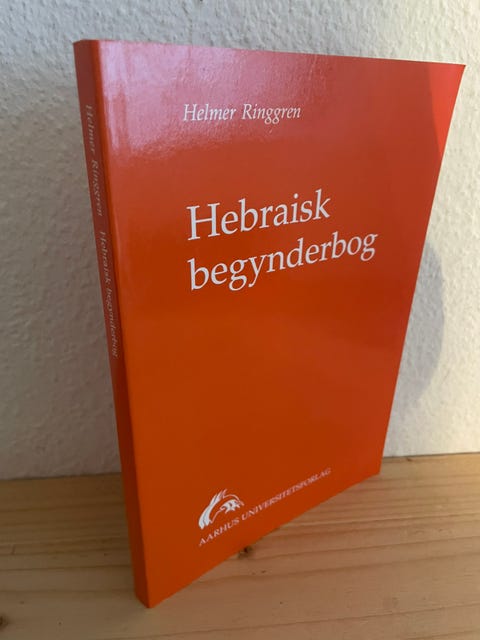 Helmer Ringgren
Hebraisk
begynderbog
AARHUS UNIVERSITETSFORLAG
Helmer Ringgren Hebraisk begynderbog